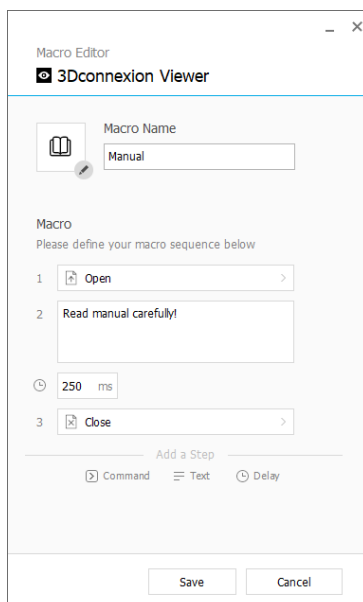 Macro Editor
3Dconnexion Viewer
Macro Name
Manual
Macro
Please define your macro sequence below
1 Open
2 Read manual carefully!
250 ms
3 Close
Add a Step
Command Text Delay
Save Cancel